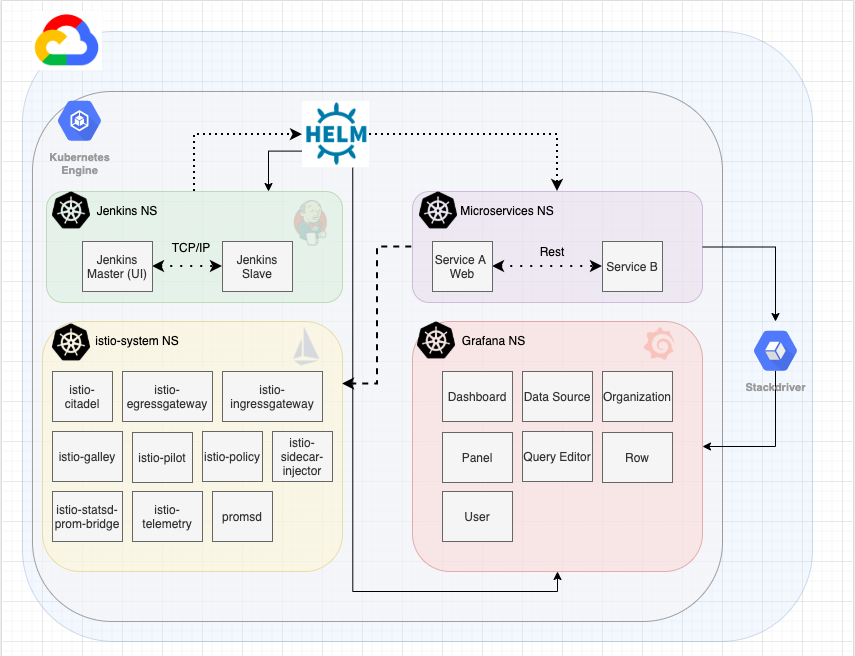 Kubernetes
Engine
HELM
Jenkins NS
Jenkins
Master (UI)
TCP/IP
Jenkins
Slave
Microservices NS
Service A
Web
Rest
Service B
istio-system NS
istio-
citadel
istio-
egressgateway
istio-
ingressgateway
istio-galley
istio-pilot
istio-policy
istio-
sidecar-
injector
istio-statsd-
prom-bridge
istio-
telemetry
promsd
Grafana NS
Dashboard
Data Source
Organization
Panel
Query Editor
Row
User
Stackdriver